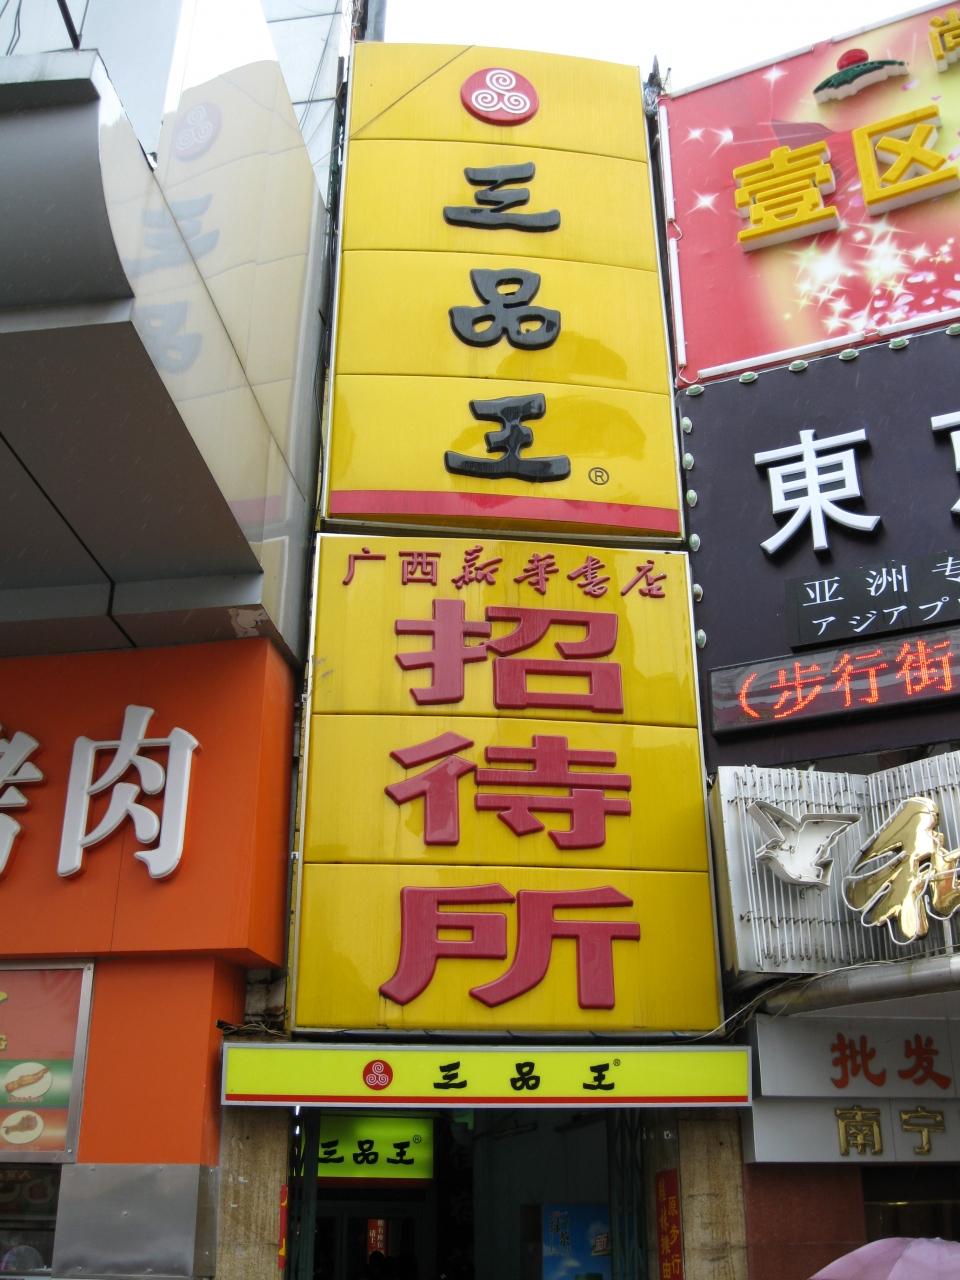 三品王®
广西新华书店
招待所
三品王®
三品王®
烤肉
壹区
東
亚洲专
アジアプ
(步行街
批发
南宁